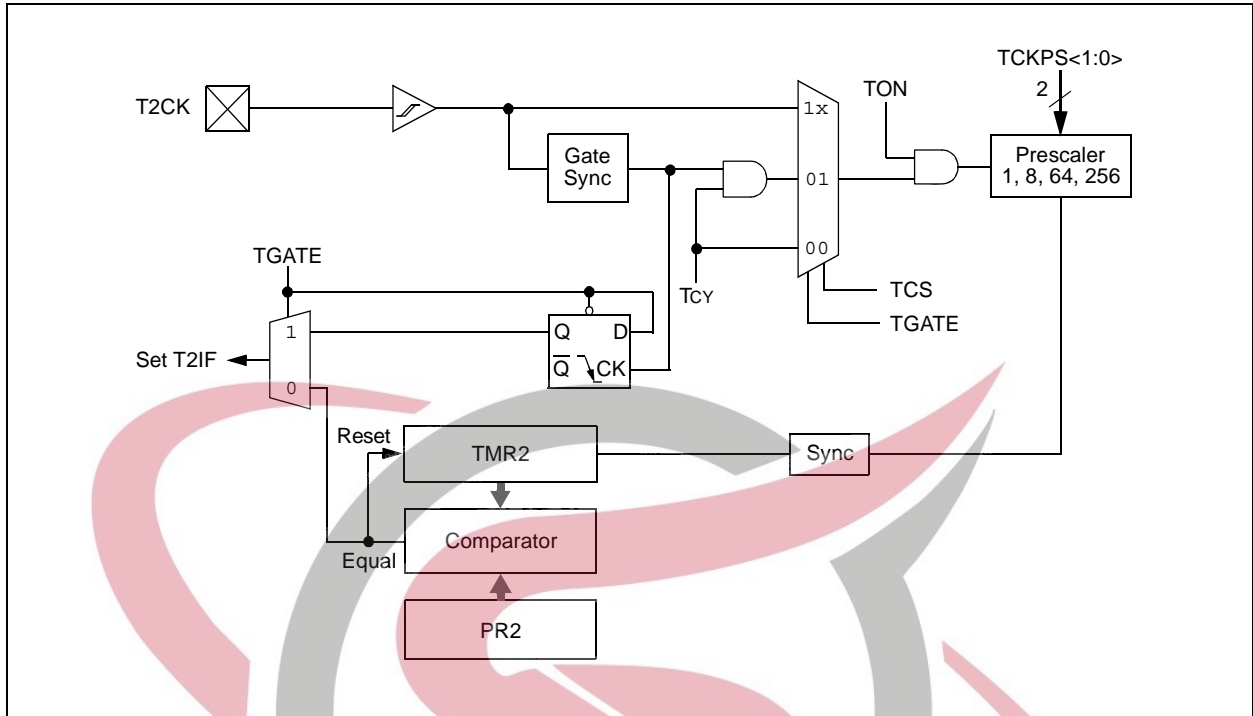 TCKPS<1:0>
2
T2CK
TON
1x
Gate
Sync
01
Prescaler
1, 8, 64, 256
00
TGATE
TCY
TCS
TGATE
1
Q
D
Set T2IF
Q
CK
0
Reset
TMR2
Sync
Equal
Comparator
PR2